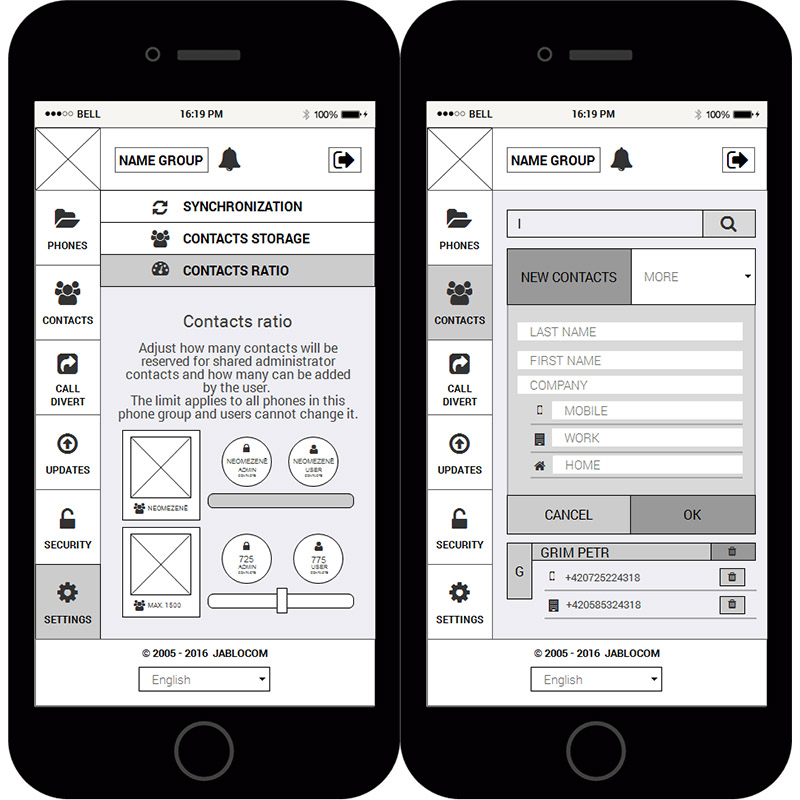 BELL
16:19 PM
100%
NAME GROUP
PHONES
CONTACTS
CALL
DIVERT
UPDATES
SECURITY
SETTINGS
SYNCHRONIZATION
CONTACTS STORAGE
CONTACTS RATIO
Contacts ratio
Adjust how many contacts will be
reserved for shared administrator
contacts and how many can be added
by the user.
The limit applies to all phones in this
phone group and users cannot change it.
NEOMEZENĚ
NEOMEZENĚ
ADMIN
CONTACTS
NEOMEZENĚ
USER
CONTACTS
MAX. 1500
725
ADMIN
CONTACTS
775
USER
CONTACTS
© 2005 - 2016 JABLOCOM
English
BELL
16:19 PM
100%
NAME GROUP
PHONES
CONTACTS
CALL
DIVERT
UPDATES
SECURITY
SETTINGS
I
NEW CONTACTS
MORE
LAST NAME
FIRST NAME
COMPANY
MOBILE
WORK
HOME
CANCEL
OK
G
GRIM PETR
+420725224318
+420585324318
© 2005 - 2016 JABLOCOM
English